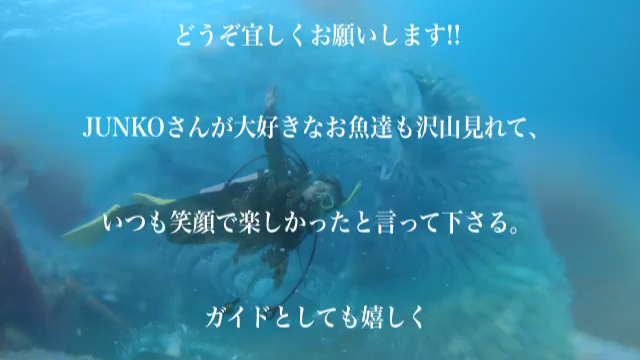 どうぞ宜しくお願いします!!
JUNKOさんが大好きなお魚達も沢山見れて、
いつも笑顔で楽しかったと言って下さる。
ガイドとしても嬉しく